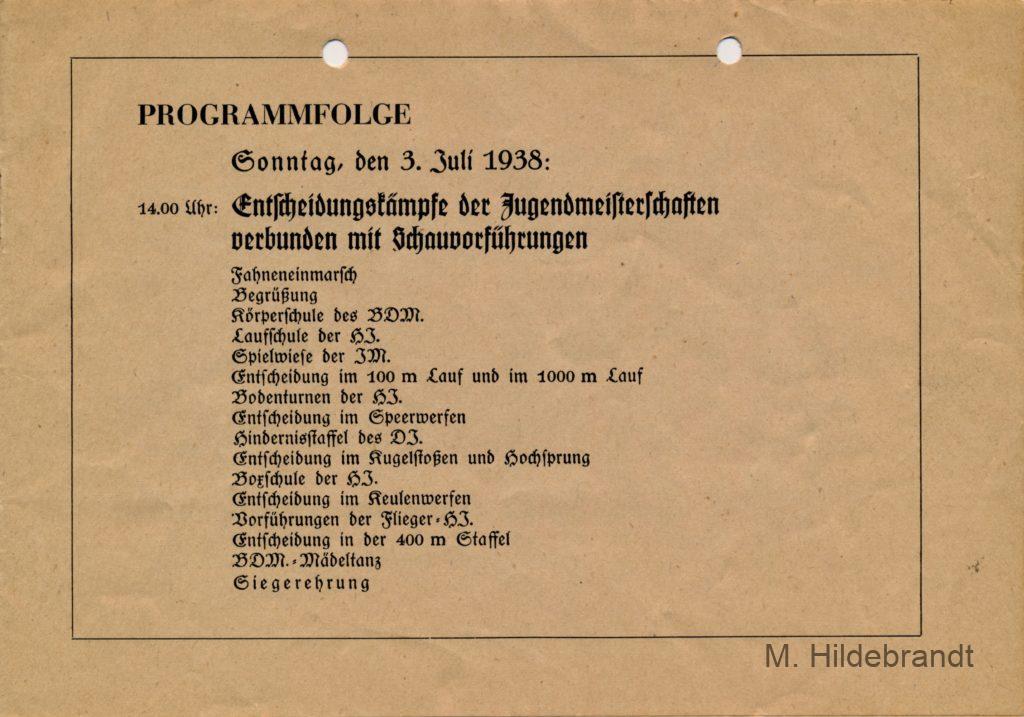 PROGRAMMFOLGE
Sonntag, den 3. Juli 1938:
14.00 Uhr: Entscheidungskämpfe der Jugendmeisterschaften
verbunden mit Schauvorführungen
Fahneneinmarsch
Begrüßung
Körperschule des BDM.
Laufschule der HJ.
Spielwiese der JM.
Entscheidung im 100 m Lauf und im 1000 m Lauf
Bodenturnen der HJ.
Entscheidung im Speerwerfen
Hindernisstaffel des DJ.
Entscheidung im Kugelstoßen und Hochsprung
Boxschule der HJ.
Entscheidung im Keulenwerfen
Vorführungen der Flieger-HJ.
Entscheidung in der 400 m Staffel
BDM.-Mädeltanz
Siegerehrung
M. Hildebrandt